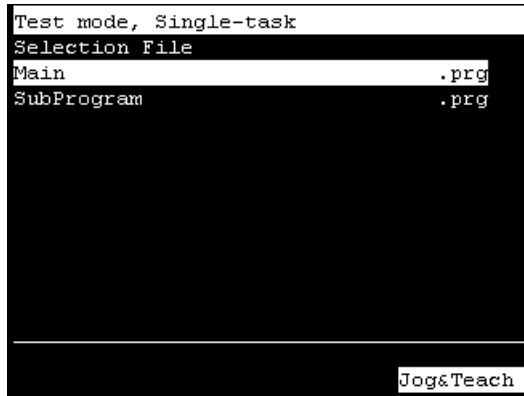 Test mode, Single-task
Selection File
Main .prg
SubProgram .prg
Jog&Teach